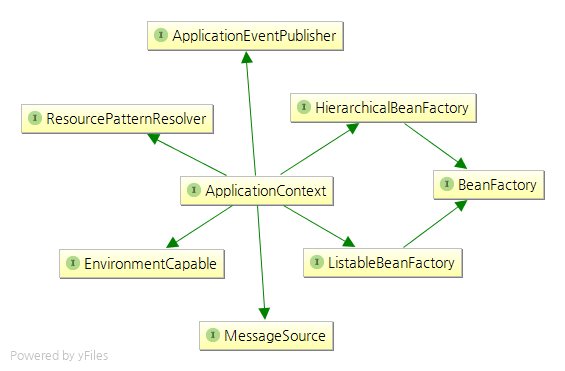 I ApplicationEventPublisher
I HierarchicalBeanFactory
I ResourcePatternResolver
I BeanFactory
I ApplicationContext
I EnvironmentCapable
I ListableBeanFactory
I MessageSource
Powered by yFiles